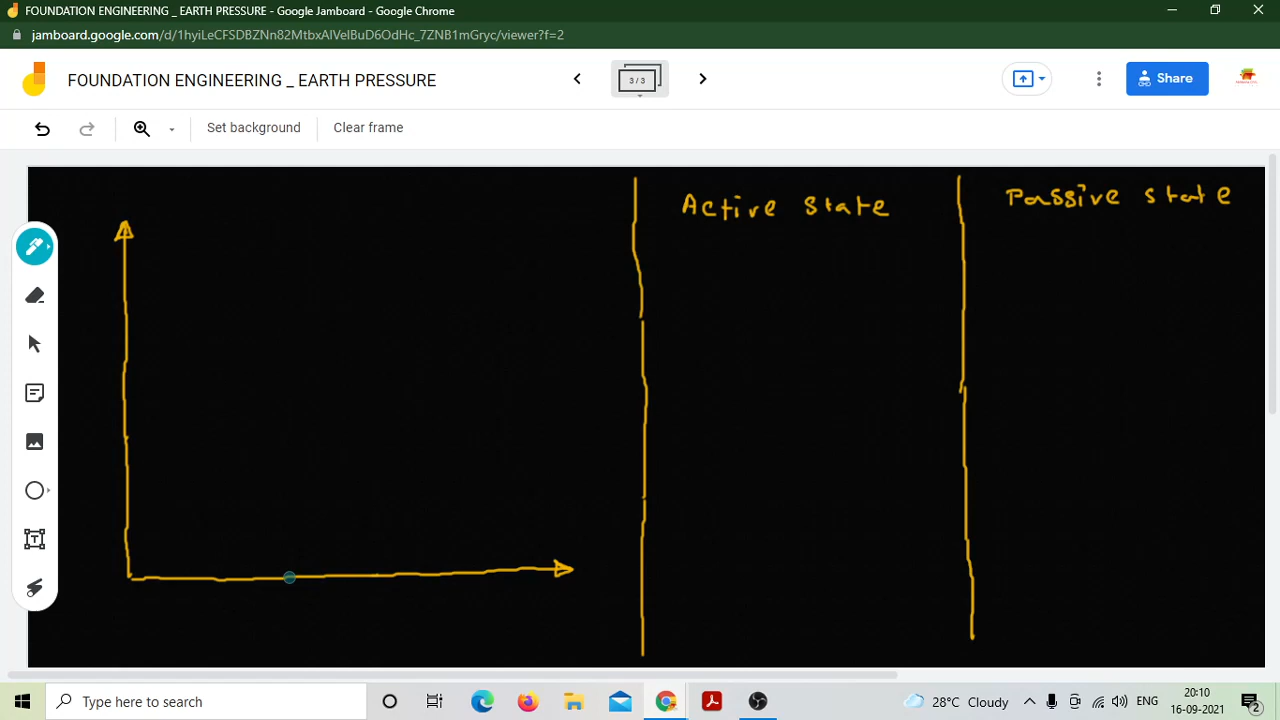 FOUNDATION ENGINEERING _ EARTH PRESSURE - Google Jamboard - Google Chrome
jamboard.google.com/d/1hyiLeCFSDBZNn82MtbxAIVelBuD6OdHc_7ZNB1mGryc/viewer?f=2
FOUNDATION ENGINEERING _ EARTH PRESSURE
3 / 3
Share
Set background
Clear frame
Active state
Passive state
Type here to search
28°C Cloudy
ENG
20:10
16-09-2021
2